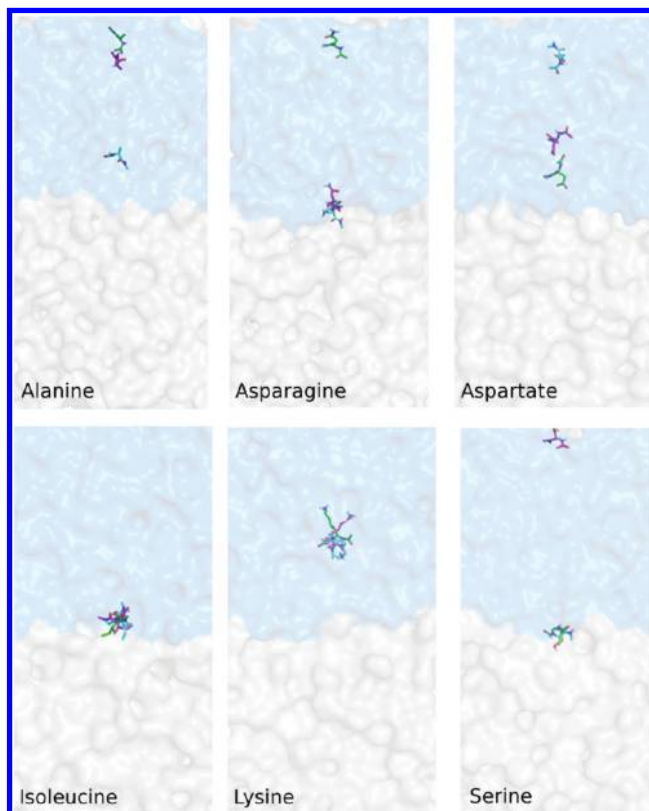 Alanine
Asparagine
Aspartate
Isoleucine
Lysine
Serine